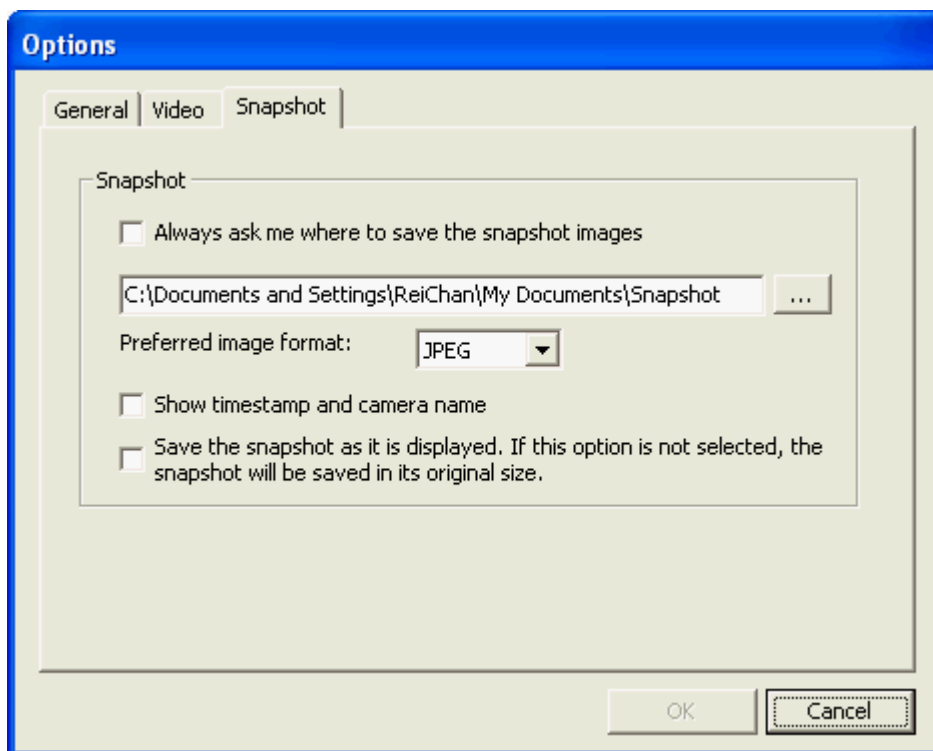 Options
General Video Snapshot
Snapshot
Always ask me where to save the snapshot images
C:\Documents and Settings\ReiChan\My Documents\Snapshot ...
Preferred image format: JPEG
Show timestamp and camera name
Save the snapshot as it is displayed. If this option is not selected, the
snapshot will be saved in its original size.
OK Cancel